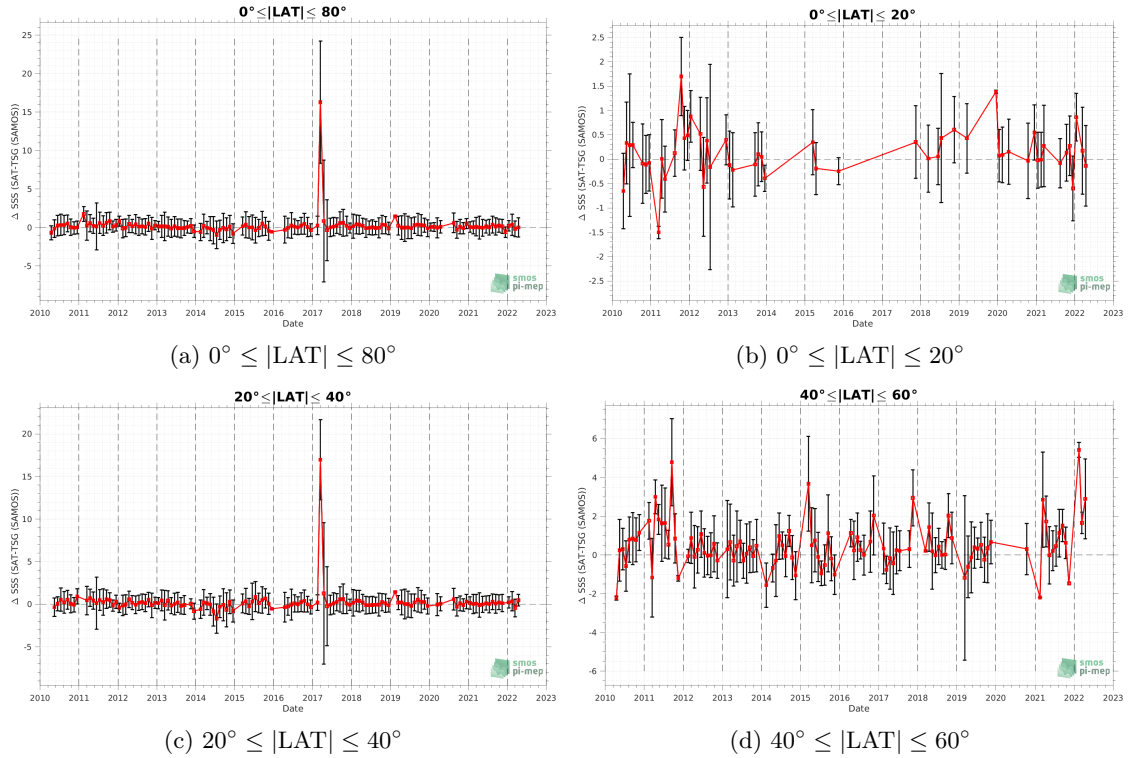 0°≤|LAT|≤ 80°
Δ SSS (SAT-TSG (SAMOS))
25
20
15
10
5
0
-5
2010 2011 2012 2013 2014 2015 2016 2017 2018 2019 2020 2021 2022 2023
Date
smos
pi-mep
(a) 0° ≤ |LAT| ≤ 80°
0°≤|LAT|≤ 20°
Δ SSS (SAT-TSG (SAMOS))
2.5
2
1.5
1
0.5
0
-0.5
-1
-1.5
-2
-2.5
2010 2011 2012 2013 2014 2015 2016 2017 2018 2019 2020 2021 2022 2023
Date
smos
pi-mep
(b) 0° ≤ |LAT| ≤ 20°
20°≤|LAT|≤ 40°
Δ SSS (SAT-TSG (SAMOS))
20
15
10
5
0
-5
2010 2011 2012 2013 2014 2015 2016 2017 2018 2019 2020 2021 2022 2023
Date
smos
pi-mep
(c) 20° ≤ |LAT| ≤ 40°
40°≤|LAT|≤ 60°
Δ SSS (SAT-TSG (SAMOS))
6
4
2
0
-2
-4
-6
2010 2011 2012 2013 2014 2015 2016 2017 2018 2019 2020 2021 2022 2023
Date
smos
pi-mep
(d) 40° ≤ |LAT| ≤ 60°